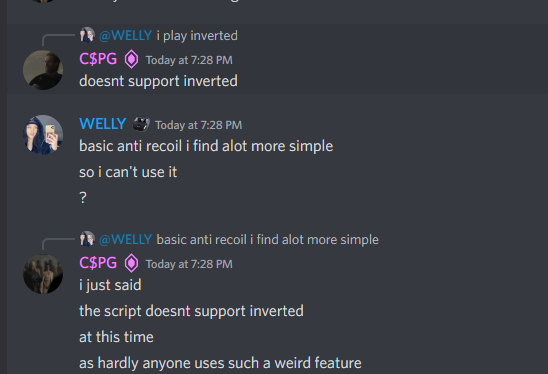 @WELLY i play inverted
C$PG Today at 7:28 PM
doesnt support inverted
WELLY Today at 7:28 PM
basic anti recoil i find alot more simple
so i can't use it
?
@WELLY basic anti recoil i find alot more simple
C$PG Today at 7:28 PM
i just said
the script doesnt support inverted
at this time
as hardly anyone uses such a weird feature